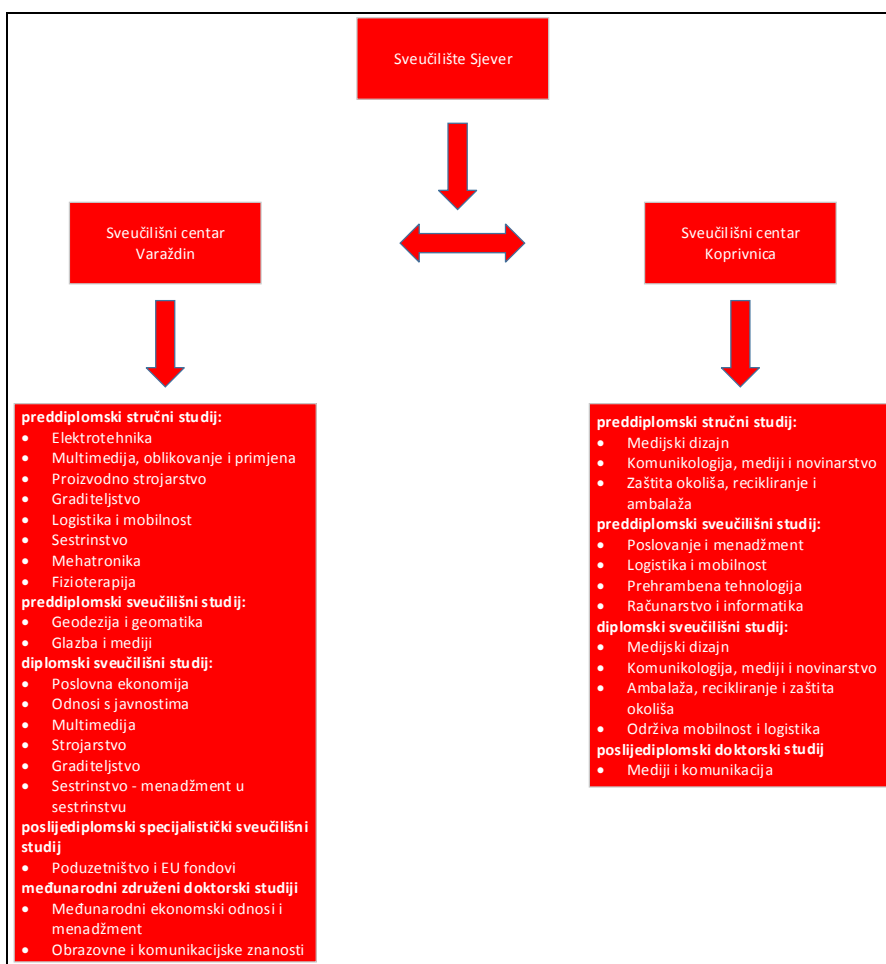 Sveučilište Sjever
Sveučilišni centar
Varaždin
Sveučilišni centar
Koprivnica
preddiplomski stručni studij:
• Elektrotehnika
• Multimedija, oblikovanje i primjena
• Proizvodno strojarstvo
• Graditeljstvo
• Logistika i mobilnost
• Sestrinstvo
• Mehatronika
• Fizioterapija
preddiplomski sveučilišni studij:
• Geodezija i geomatika
• Glazba i mediji
diplomski sveučilišni studij:
• Poslovna ekonomija
• Odnosi s javnostima
• Multimedija
• Strojarstvo
• Graditeljstvo
• Sestrinstvo - menadžment u
sestrinstvu
poslijediplomski specijalistički sveučilišni
studij
• Poduzetništvo i EU fondovi
međunarodni združeni doktorski studiji
• Međunarodni ekonomski odnosi i
menadžment
• Obrazovne i komunikacijske znanosti
preddiplomski stručni studij:
• Medijski dizajn
• Komunikologija, mediji i novinarstvo
• Zaštita okoliša, recikliranje i
ambalaža
preddiplomski sveučilišni studij:
• Poslovanje i menadžment
• Logistika i mobilnost
• Prehrambena tehnologija
• Računarstvo i informatika
diplomski sveučilišni studij:
• Medijski dizajn
• Komunikologija, mediji i novinarstvo
• Ambalaža, recikliranje i zaštita
okoliša
• Održiva mobilnost i logistika
poslijediplomski doktorski studij
• Mediji i komunikacija